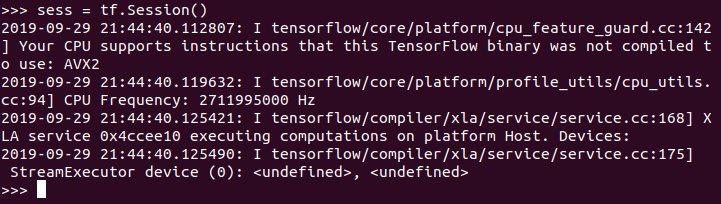 >>> sess = tf.Session()
2019-09-29 21:44:40.112807: I tensorflow/core/platform/cpu_feature_guard.cc:142
] Your CPU supports instructions that this TensorFlow binary was not compiled t
o use: AVX2
2019-09-29 21:44:40.119632: I tensorflow/core/platform/profile_utils/cpu_utils.
cc:94] CPU Frequency: 2711995000 Hz
2019-09-29 21:44:40.125421: I tensorflow/compiler/xla/service/service.cc:168] X
LA service 0x4ccee10 executing computations on platform Host. Devices:
2019-09-29 21:44:40.125490: I tensorflow/compiler/xla/service/service.cc:175]
 StreamExecutor device (0): <undefined>, <undefined>
>>>